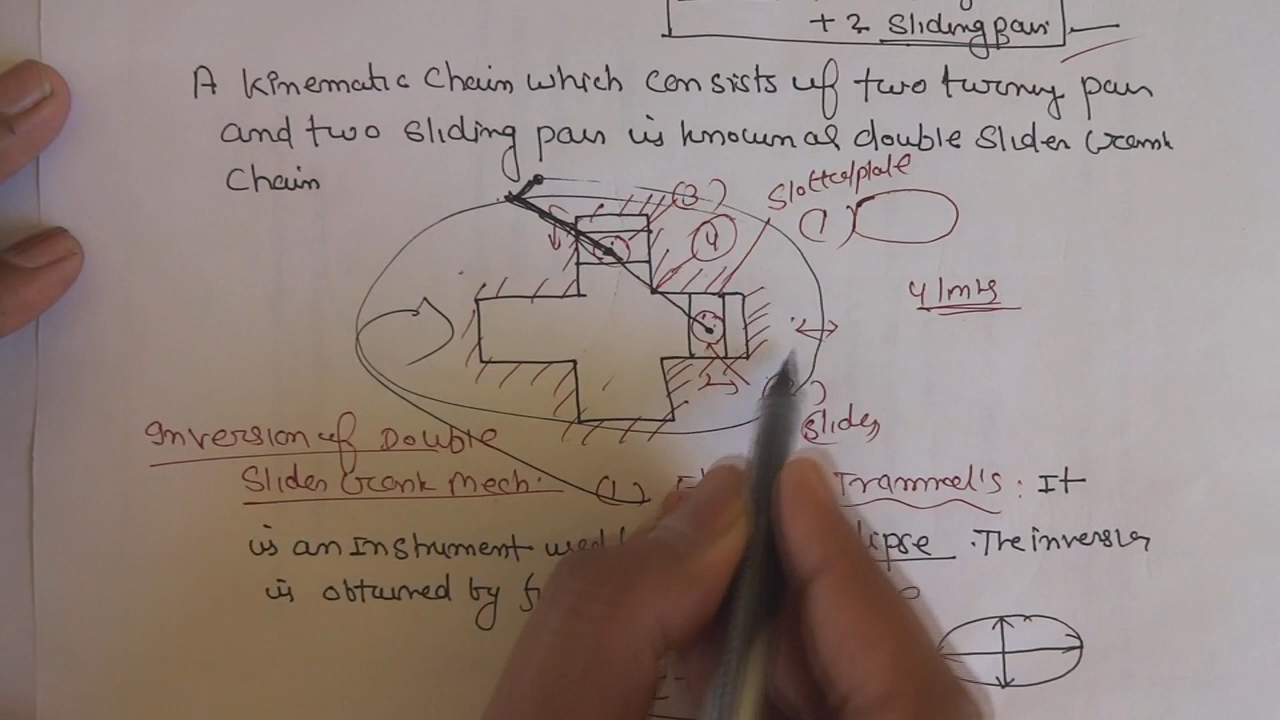 + 2 Sliding pair
A Kinematic Chain which consists of two turning pair
and two sliding pair is known as double slider Crank
Chain
(3)
Slotted plate
(1)
4
4 links
Slider
Inversion of Double
Slider Crank Mech.
(1) Trammel's : It
is an Instrument used lipse . The inversion
is obtained by